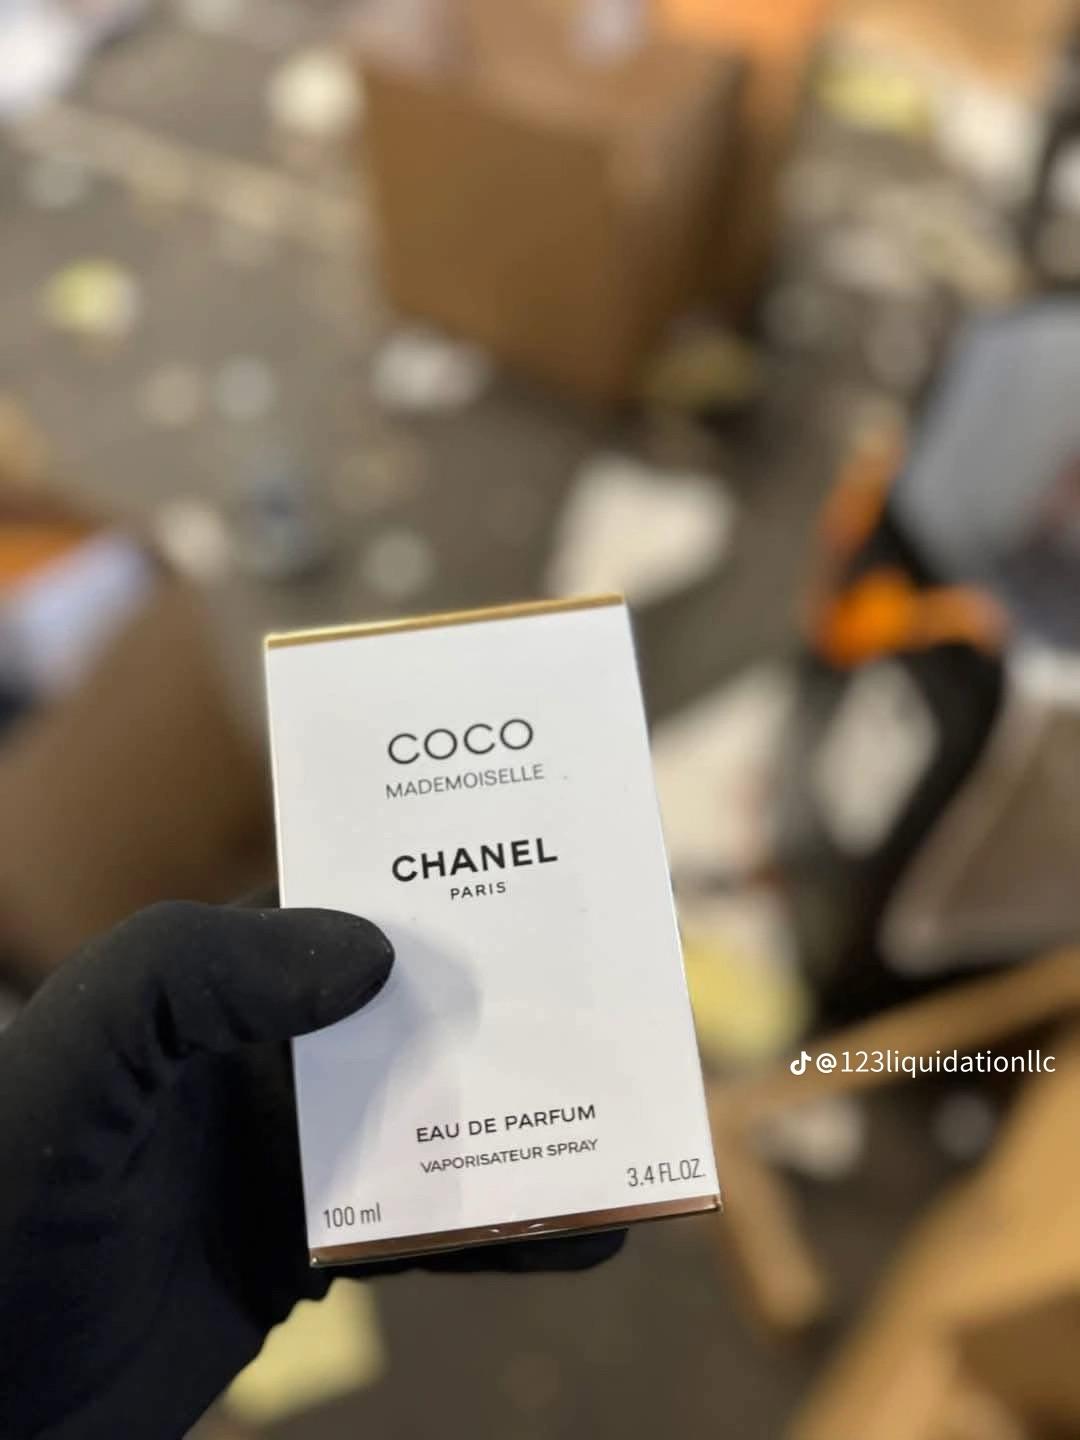 COCO
MADEMOISELLE
CHANEL
PARIS
EAU DE PARFUM
VAPORISATEUR SPRAY
100 ml
3.4 FL.OZ.
@123liquidationllc